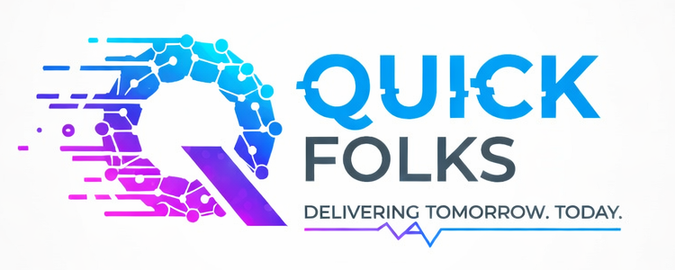 QUICK
FOLKS
DELIVERING TOMORROW. TODAY.